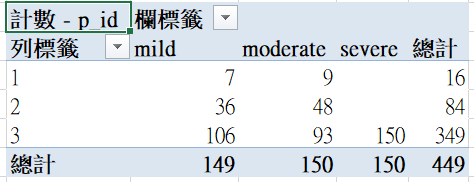 計數 - p_id 欄標籤
列標籤 mild moderate severe 總計
1 7 9 16
2 36 48 84
3 106 93 150 349
總計 149 150 150 449